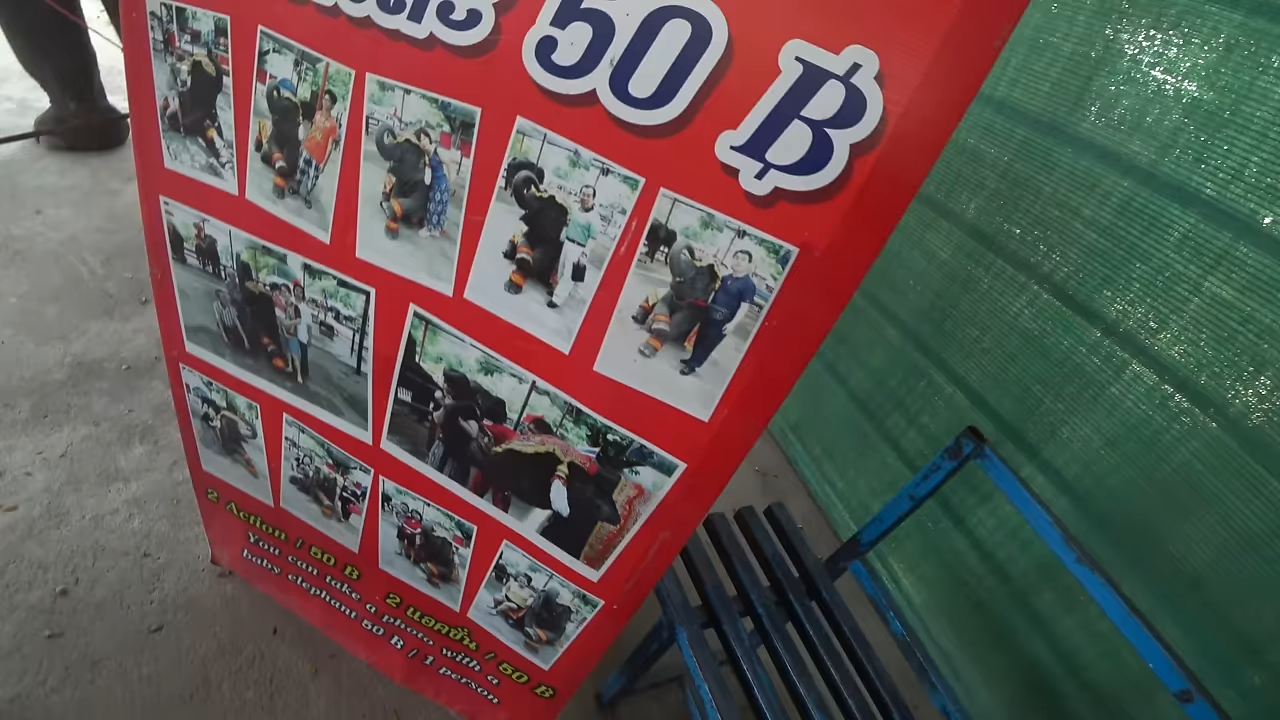 50 ฿
2 Action / 50 ฿
2 แอคชั่น / 50 ฿
You can take a photo with a
baby elephant 50 ฿ / 1 person